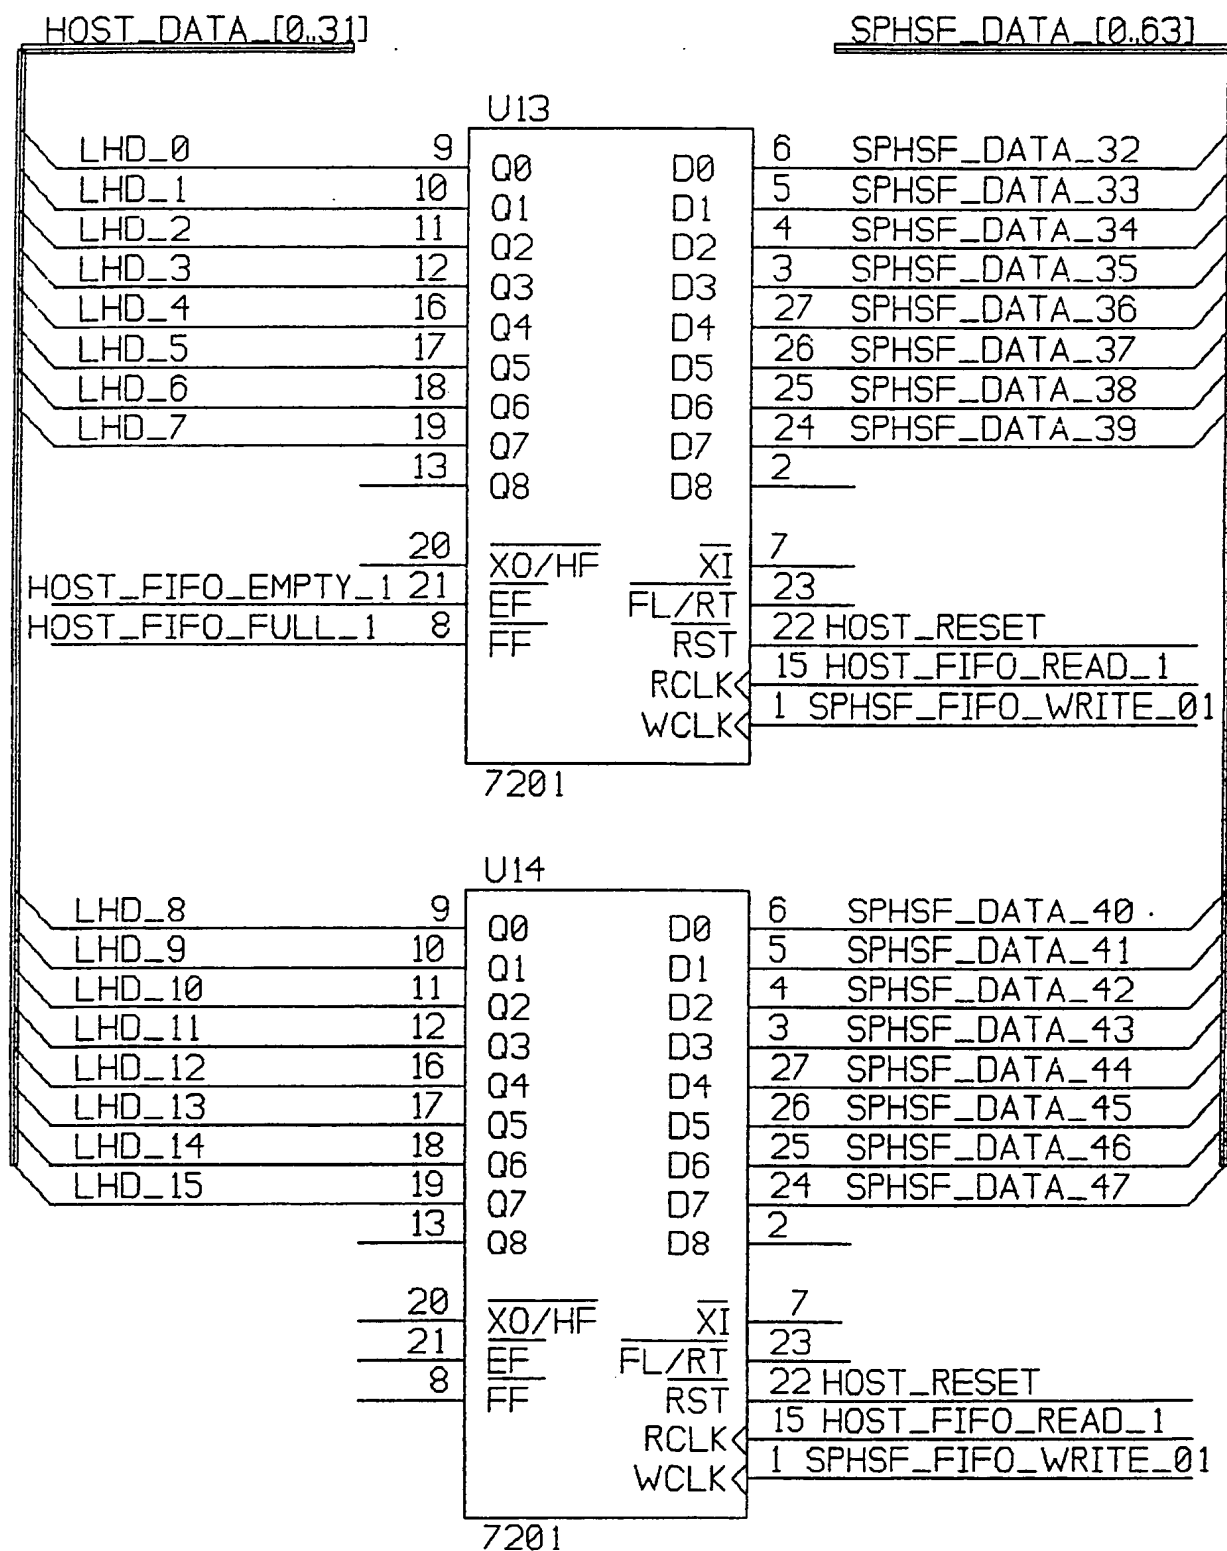 HOST_DATA_[0..31] SPHSF_DATA_[0..63]
U13
LHD_0 9 Q0 D0 6 SPHSF_DATA_32
LHD_1 10 Q1 D1 5 SPHSF_DATA_33
LHD_2 11 Q2 D2 4 SPHSF_DATA_34
LHD_3 12 Q3 D3 3 SPHSF_DATA_35
LHD_4 16 Q4 D4 27 SPHSF_DATA_36
LHD_5 17 Q5 D5 26 SPHSF_DATA_37
LHD_6 18 Q6 D6 25 SPHSF_DATA_38
LHD_7 19 Q7 D7 24 SPHSF_DATA_39
13 Q8 D8 2
20 XO/HF XI 7
HOST_FIFO_EMPTY_1 21 EF FL/RT 23
HOST_FIFO_FULL_1 8 FF RST 22 HOST_RESET
RCLK 15 HOST_FIFO_READ_1
WCLK 1 SPHSF_FIFO_WRITE_01
7201
U14
LHD_8 9 Q0 D0 6 SPHSF_DATA_40
LHD_9 10 Q1 D1 5 SPHSF_DATA_41
LHD_10 11 Q2 D2 4 SPHSF_DATA_42
LHD_11 12 Q3 D3 3 SPHSF_DATA_43
LHD_12 16 Q4 D4 27 SPHSF_DATA_44
LHD_13 17 Q5 D5 26 SPHSF_DATA_45
LHD_14 18 Q6 D6 25 SPHSF_DATA_46
LHD_15 19 Q7 D7 24 SPHSF_DATA_47
13 Q8 D8 2
20 XO/HF XI 7
21 EF FL/RT 23
8 FF RST 22 HOST_RESET
RCLK 15 HOST_FIFO_READ_1
WCLK 1 SPHSF_FIFO_WRITE_01
7201